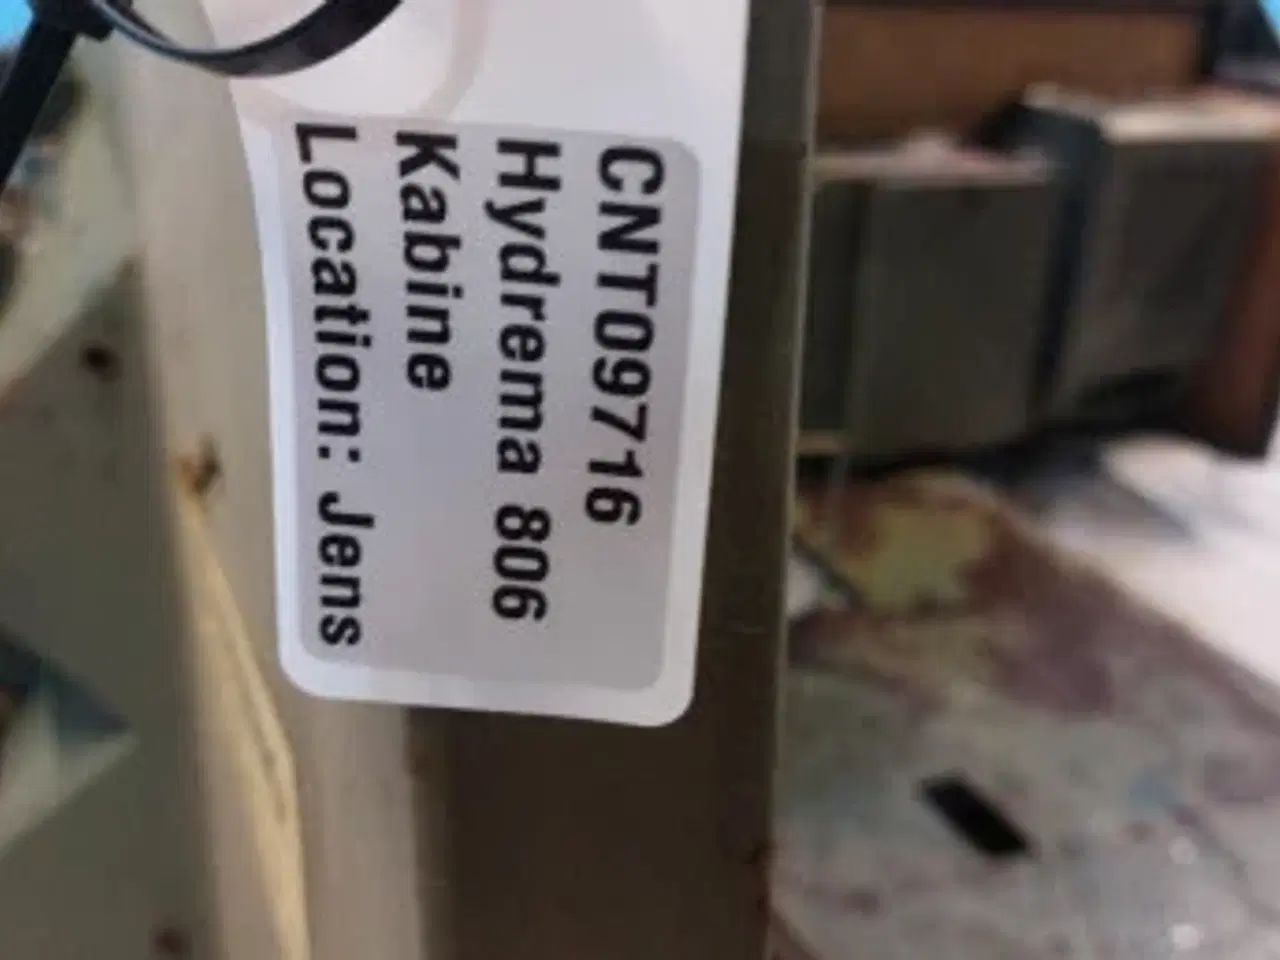 CNT09716
Hydrema 806
Kabine
Location: Jens